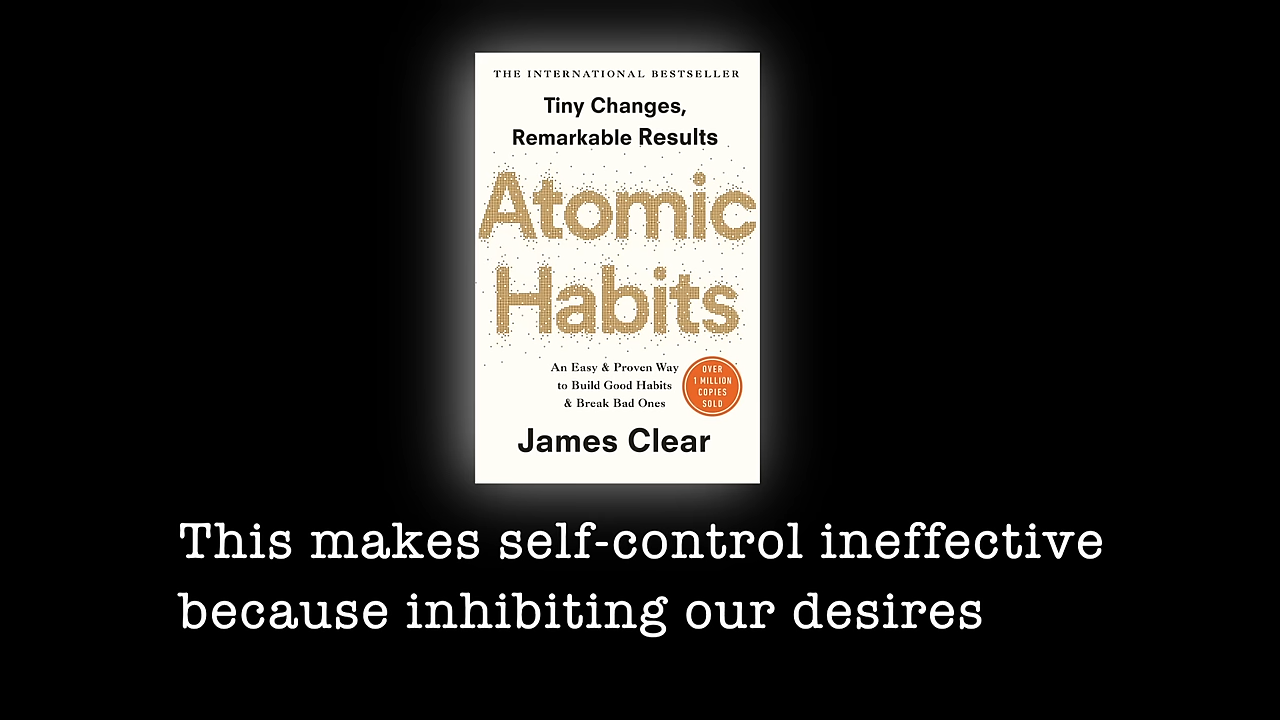 THE INTERNATIONAL BESTSELLER
Tiny Changes,
Remarkable Results
Atomic
Habits
An Easy & Proven Way
to Build Good Habits
& Break Bad Ones
OVER
1 MILLION
COPIES
SOLD
James Clear
This makes self-control ineffective
because inhibiting our desires